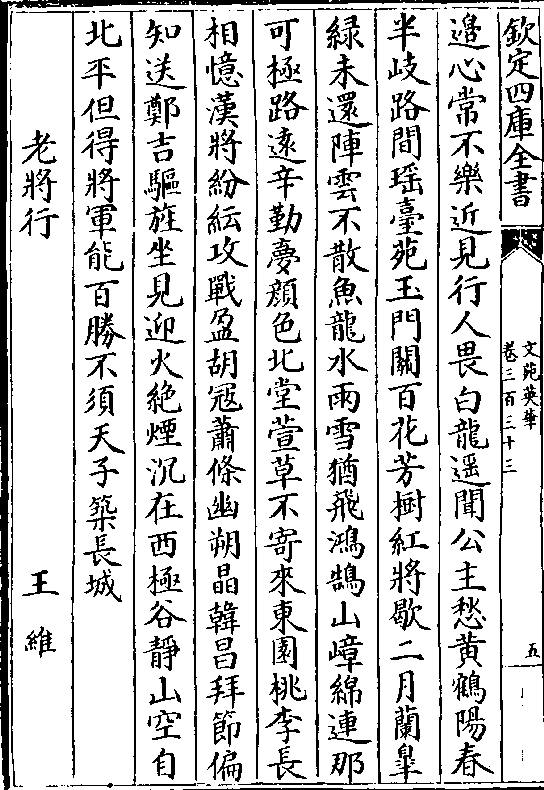 欽定四庫全書
文苑英華
卷三百三十三
五
邉心常不樂近見行人畏白龍遥聞公主愁黄鶴陽春
半岐路間瑶臺苑玉門關百花芳樹紅將歇二月蘭臯
緑未還陣雲不散魚龍水雨雪猶飛鴻鵠山嶂綿連那
可極路遠辛勤夣顔色北堂萱草不寄來東園桃李長
相憶漢將紛紜攻戰盈胡冦蕭條幽朔晶韓昌拜節偏
知送鄭吉驅旌坐見迎火絶煙沉在西極谷靜山空自
北平但得將軍能百勝不須天子築長城
老將行
王維